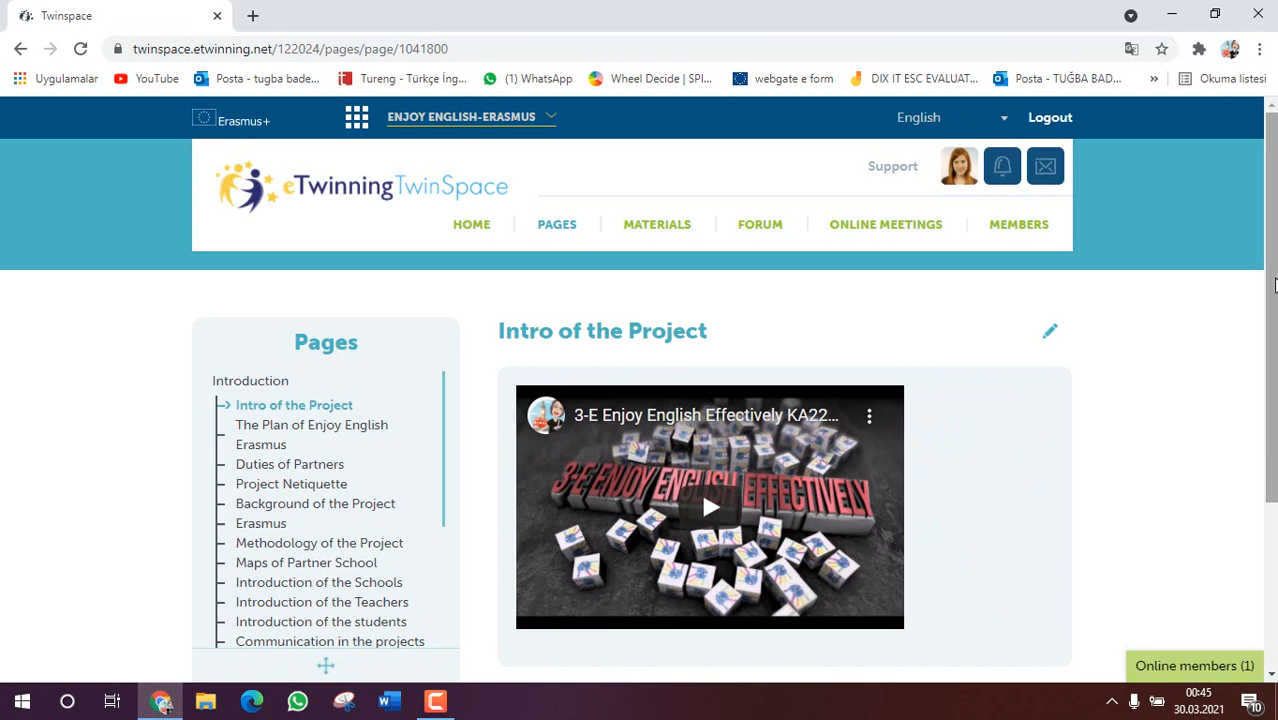 Twinspace
twinspace.etwinning.net/122024/pages/page/1041800
Uygulamalar YouTube Posta - tugba bade... Tureng - Türkçe İng... (1) WhatsApp Wheel Decide | SPI... webgate e form DIX IT ESC EVALUAT... Posta - TUĞBA BAD... » Okuma listesi
Erasmus+ ENJOY ENGLISH-ERASMUS English Logout
Support
eTwinning TwinSpace
HOME PAGES MATERIALS FORUM ONLINE MEETINGS MEMBERS
Pages
Introduction
Intro of the Project
The Plan of Enjoy English
Erasmus
Duties of Partners
Project Netiquette
Background of the Project
Erasmus
Methodology of the Project
Maps of Partner School
Introduction of the Schools
Introduction of the Teachers
Introduction of the students
Communication in the projects
Intro of the Project
3-E Enjoy English Effectively KA22...
3-E ENJOY ENGLISH EFFECTIVELY
Online members (1)
00:45
30.03.2021
10